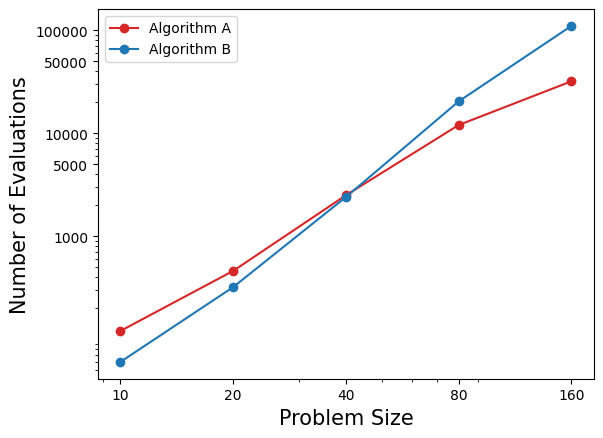 Algorithm A
Algorithm B
100000
50000
10000
5000
1000
Number of Evaluations
10 20 40 80 160
Problem Size